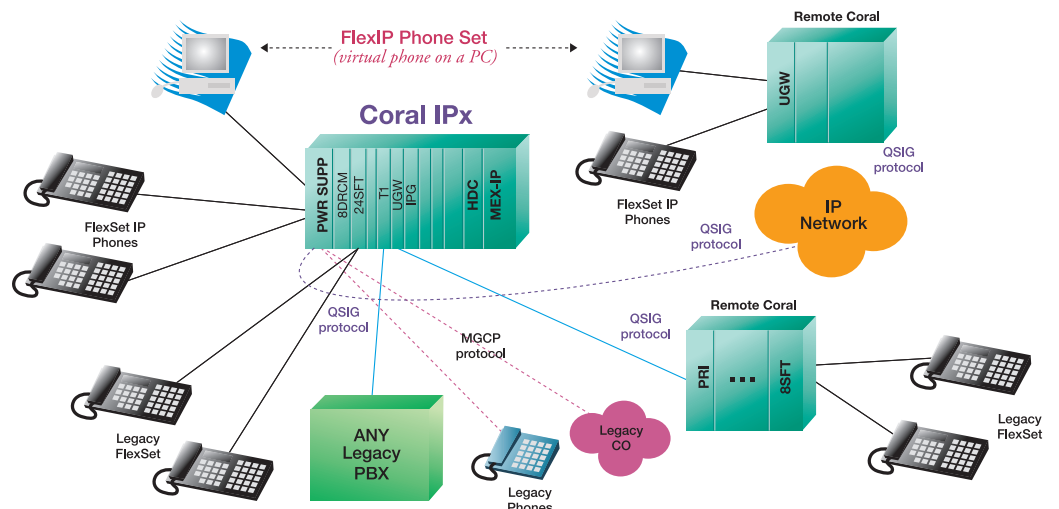 FlexIP Phone Set
(virtual phone on a PC)
Remote Coral
UGW
QSIG
protocol
Coral IPx
PWR SUPP
8DRCM
24SFT
T1
UGW
IPG
HDC
MEX-IP
FlexSet IP
Phones
FlexSet IP
Phones
IP
Network
QSIG
protocol
QSIG
protocol
MGCP
protocol
QSIG
protocol
Remote Coral
PRI
...
8SFT
Legacy
FlexSet
ANY
Legacy
PBX
Legacy
Phones
Legacy
CO
Legacy
FlexSet